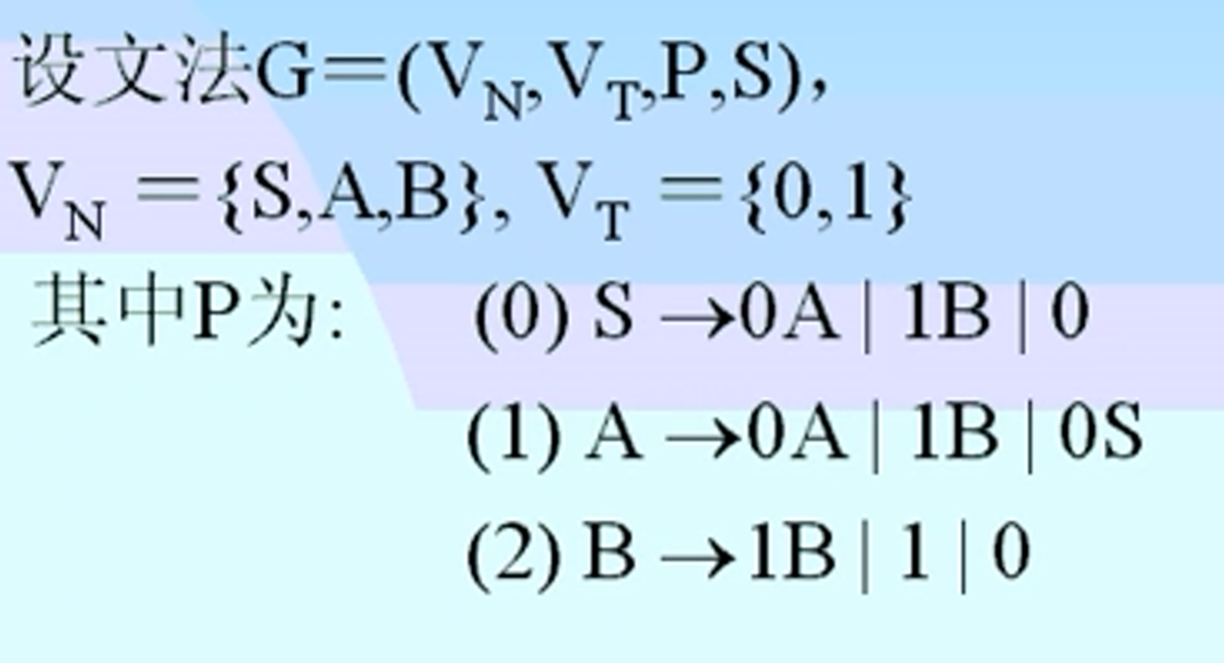 设文法G=(V_N,V_T,P,S),
V_N={S,A,B}, V_T={0,1}
其中P为: (0) S→0A | 1B | 0
(1) A→0A | 1B | 0S
(2) B→1B | 1 | 0